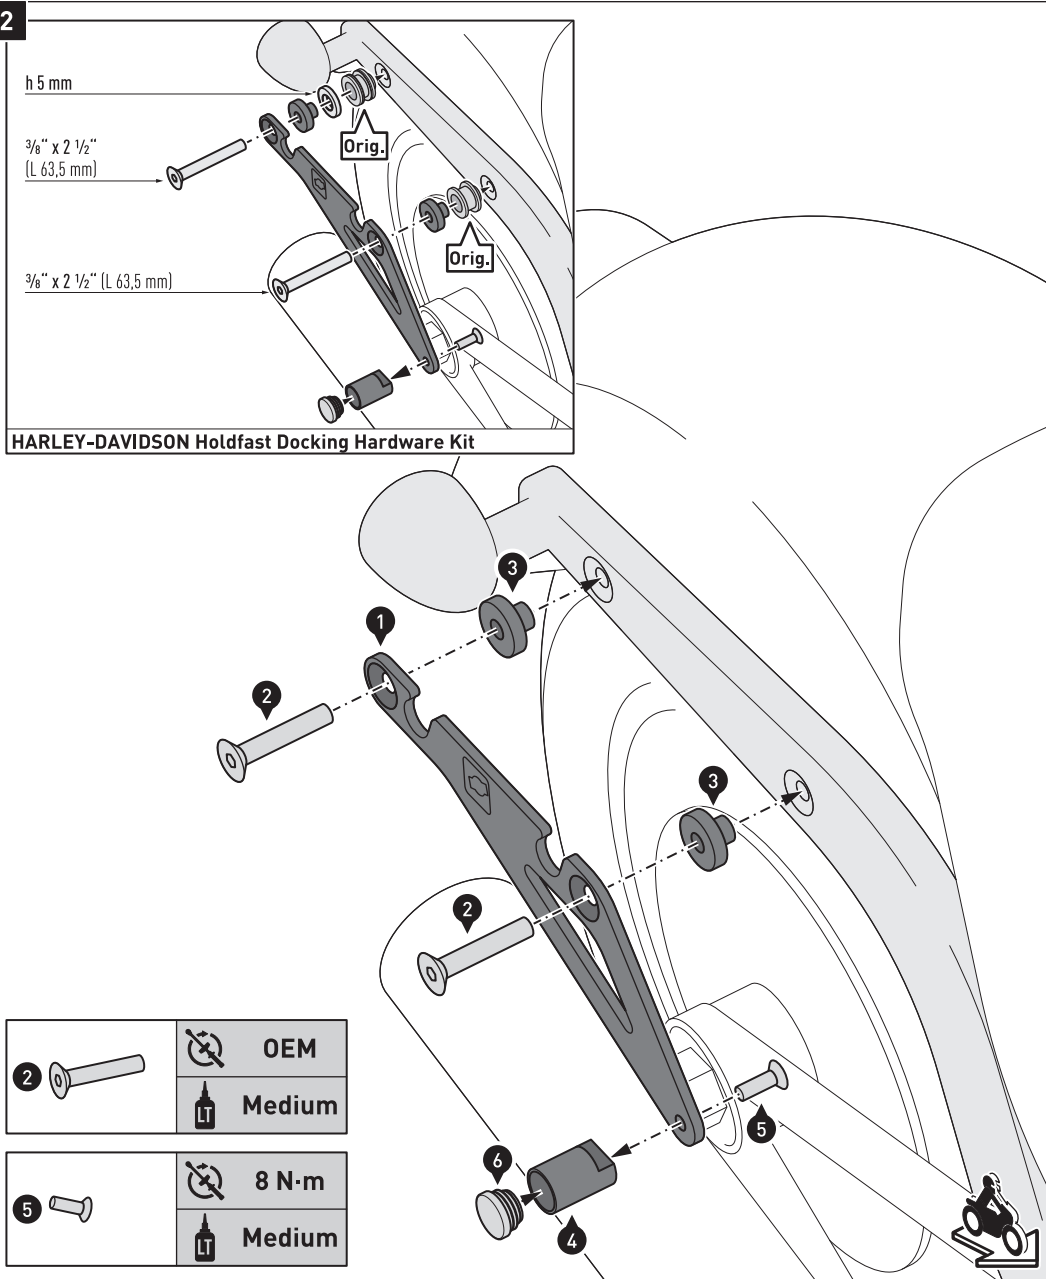 2
h 5 mm
⅜“ x 2 ½“
(L 63,5 mm)
Orig.
⅜“ x 2 ½“ (L 63,5 mm)
Orig.
HARLEY-DAVIDSON Holdfast Docking Hardware Kit
3
1
2
3
2
5
6
4
2
OEM
LT
Medium
5
8 N·m
LT
Medium